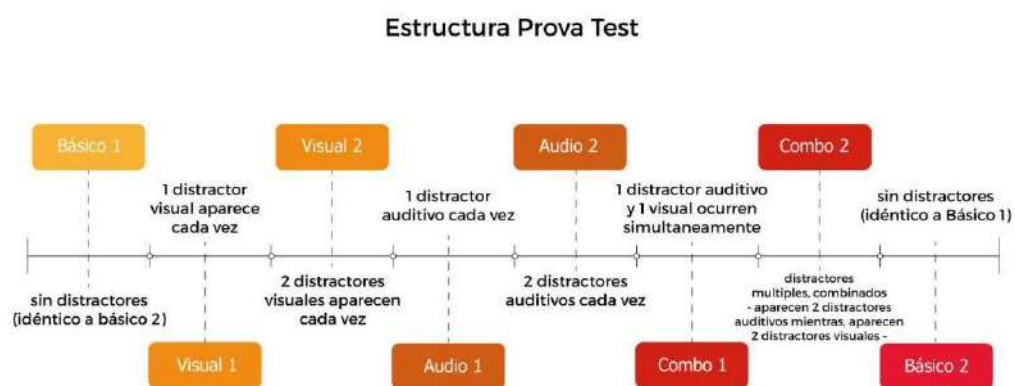 Estructura Prova Test
Básico 1
Visual 2
Audio 2
Combo 2
1 distractor
visual aparece
cada vez
1 distractor
auditivo cada vez
1 distractor auditivo
y 1 visual ocurren
simultaneamente
sin distractores
(idéntico a Básico 1)
sin distractores
(idéntico a básico 2)
2 distractores
visuales aparecen
cada vez
2 distractores
auditivos cada vez
distractores
multiples, combinados
- aparecen 2 distractores
auditivos mientras, aparecen
2 distractores visuales -
Visual 1
Audio 1
Combo 1
Básico 2